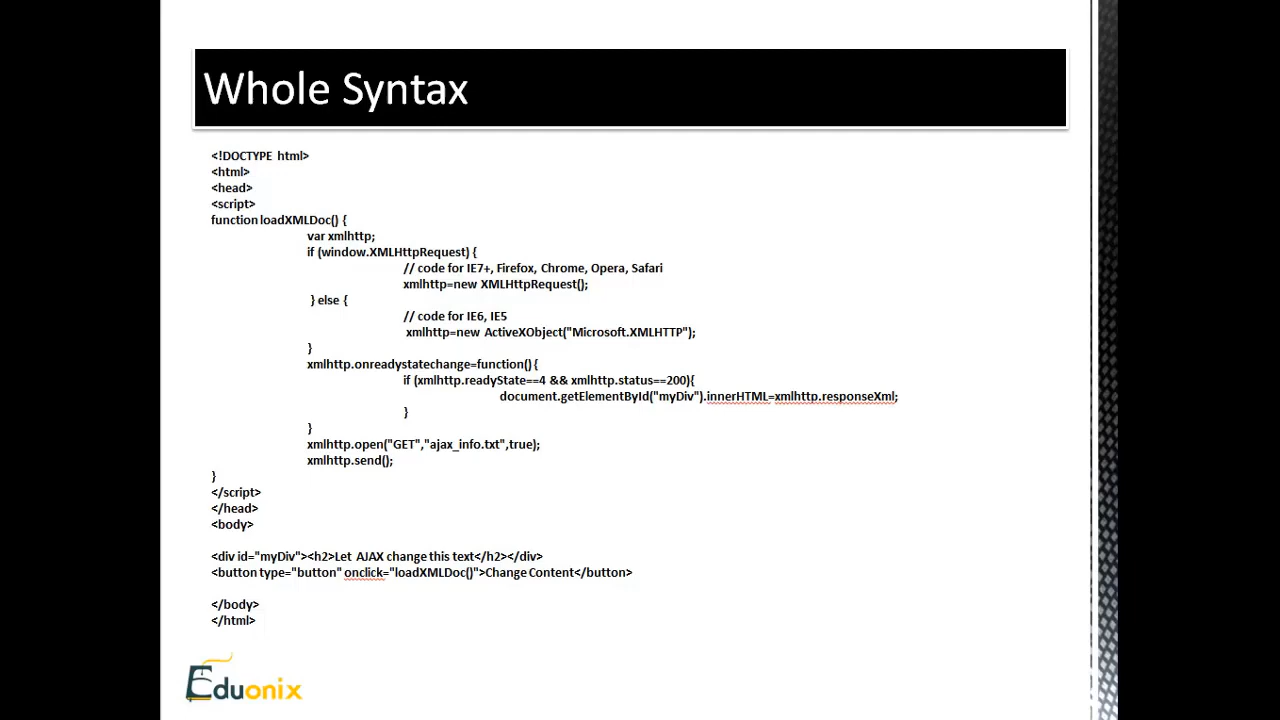 Whole Syntax
<!DOCTYPE html>
<html>
<head>
<script>
function loadXMLDoc() {
var xmlhttp;
if (window.XMLHttpRequest) {
// code for IE7+, Firefox, Chrome, Opera, Safari
xmlhttp=new XMLHttpRequest();
} else {
// code for IE6, IE5
xmlhttp=new ActiveXObject("Microsoft.XMLHTTP");
}
xmlhttp.onreadystatechange=function(){
if (xmlhttp.readyState==4 && xmlhttp.status==200){
document.getElementById("myDiv").innerHTML=xmlhttp.responseXml;
}
}
xmlhttp.open("GET","ajax_info.txt",true);
xmlhttp.send();
}
</script>
</head>
<body>
<div id="myDiv"><h2>Let AJAX change this text</h2></div>
<button type="button" onclick="loadXMLDoc()">Change Content</button>
</body>
</html>
Eduonix